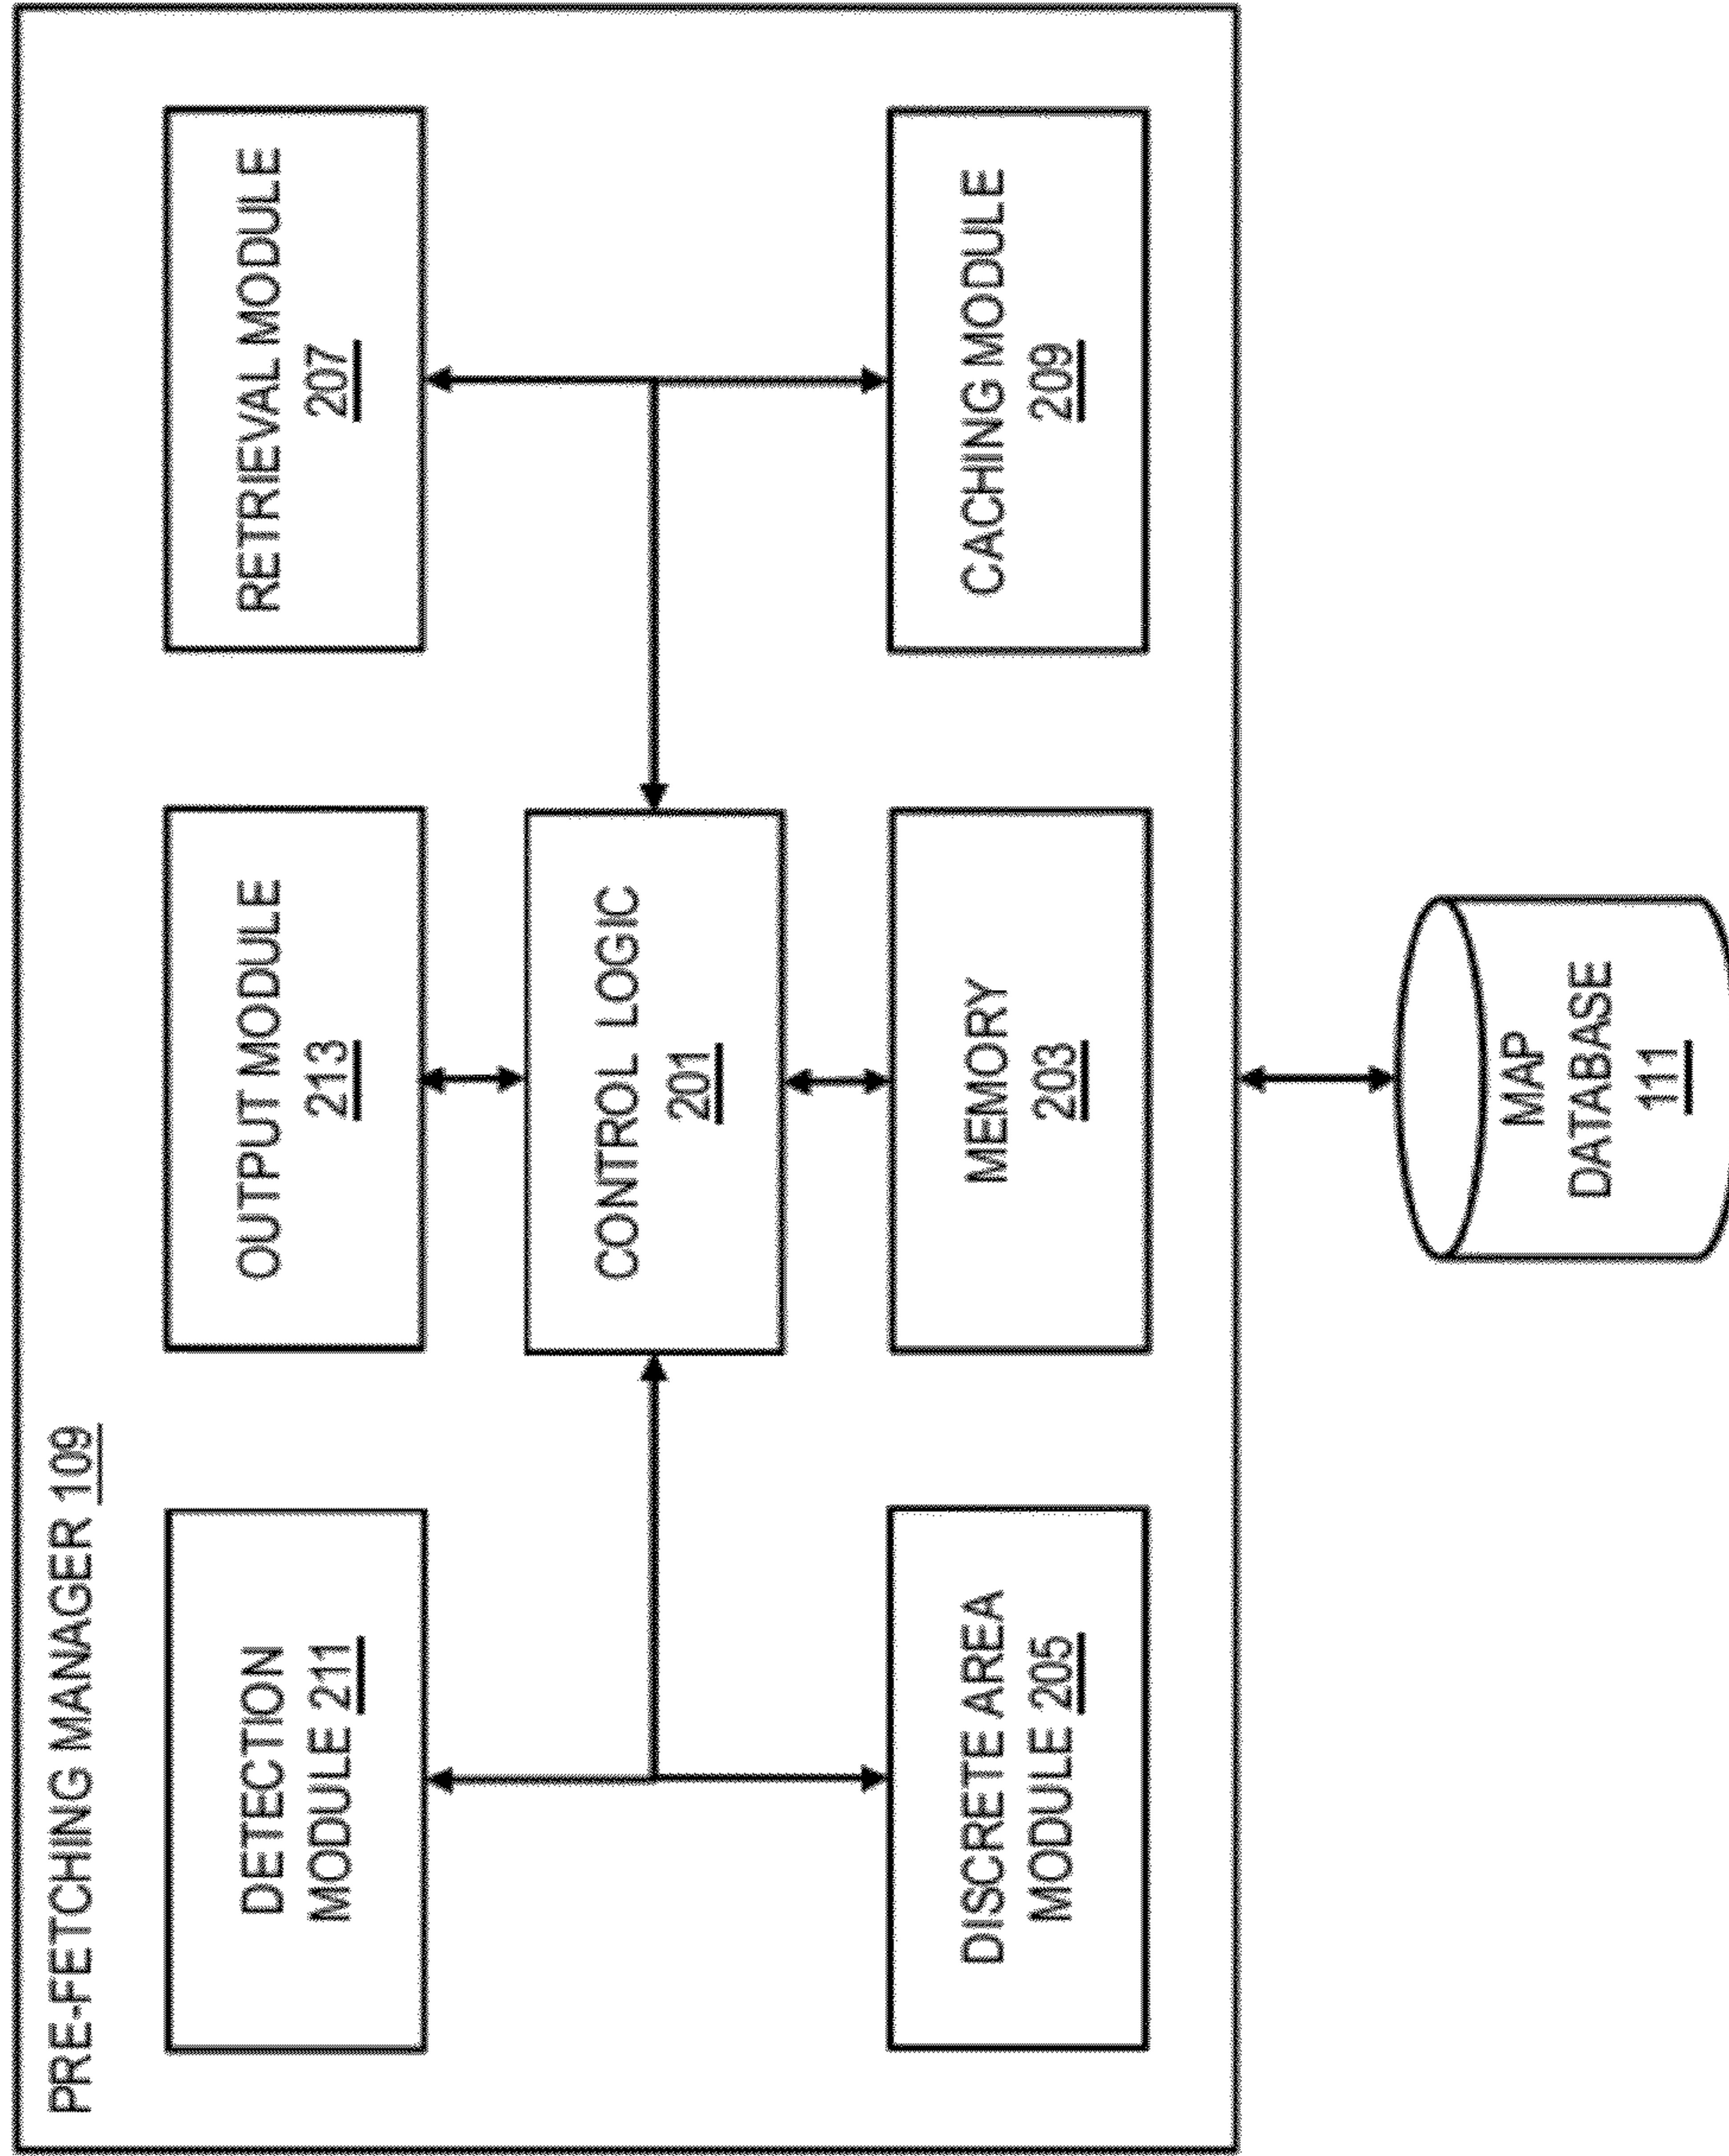 PRE-FETCHING MANAGER 109
DETECTION
MODULE 211
OUTPUT MODULE
213
RETRIEVAL MODULE
207
CONTROL LOGIC
201
DISCRETE AREA
MODULE 205
MEMORY
203
CACHING MODULE
209
MAP
DATABASE
111